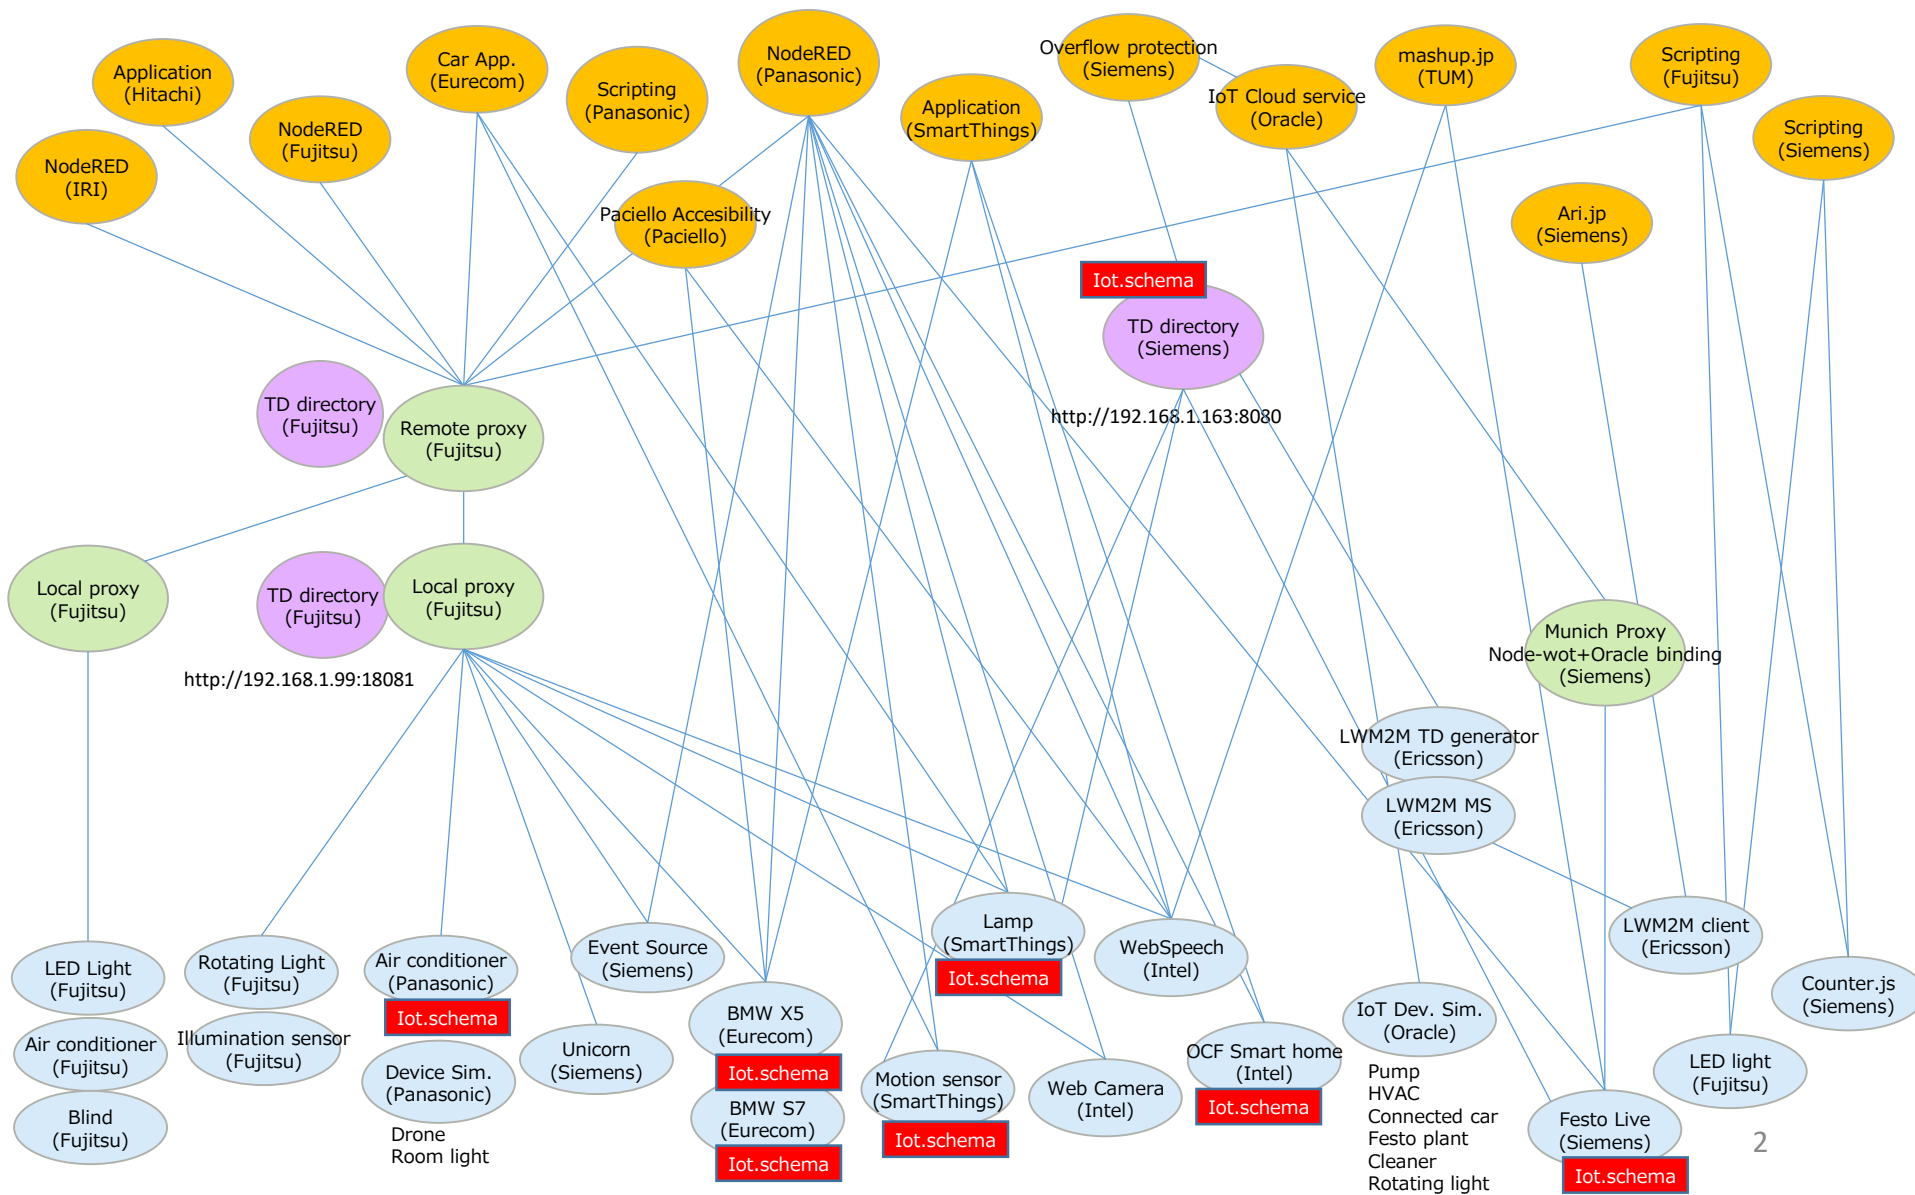 Application
(Hitachi)
Car App.
(Eurecom)
NodeRED
(Panasonic)
Overflow protection
(Siemens)
mashup.jp
(TUM)
Scripting
(Fujitsu)
NodeRED
(IRI)
NodeRED
(Fujitsu)
Scripting
(Panasonic)
Application
(SmartThings)
IoT Cloud service
(Oracle)
Scripting
(Siemens)
Paciello Accesibility
(Paciello)
Ari.jp
(Siemens)
Iot.schema
TD directory
(Siemens)
http://192.168.1.163:8080
TD directory
(Fujitsu)
Remote proxy
(Fujitsu)
Local proxy
(Fujitsu)
TD directory
(Fujitsu)
Local proxy
(Fujitsu)
http://192.168.1.99:18081
Munich Proxy
Node-wot+Oracle binding
(Siemens)
LWM2M TD generator
(Ericsson)
LWM2M MS
(Ericsson)
LED Light
(Fujitsu)
Air conditioner
(Fujitsu)
Blind
(Fujitsu)
Rotating Light
(Fujitsu)
Illumination sensor
(Fujitsu)
Air conditioner
(Panasonic)
Iot.schema
Device Sim.
(Panasonic)
Drone
Room light
Unicorn
(Siemens)
Event Source
(Siemens)
BMW X5
(Eurecom)
Iot.schema
BMW S7
(Eurecom)
Iot.schema
Lamp
(SmartThings)
Iot.schema
Motion sensor
(SmartThings)
Iot.schema
WebSpeech
(Intel)
Web Camera
(Intel)
OCF Smart home
(Intel)
Iot.schema
IoT Dev. Sim.
(Oracle)
Pump
HVAC
Connected car
Festo plant
Cleaner
Rotating light
LWM2M client
(Ericsson)
Counter.js
(Siemens)
LED light
(Fujitsu)
Festo Live
(Siemens)
Iot.schema
2